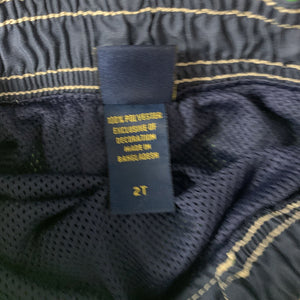 100% POLYESTER
EXCLUSIVE OF
DECORATION
MADE IN
BANGLADESH
2T